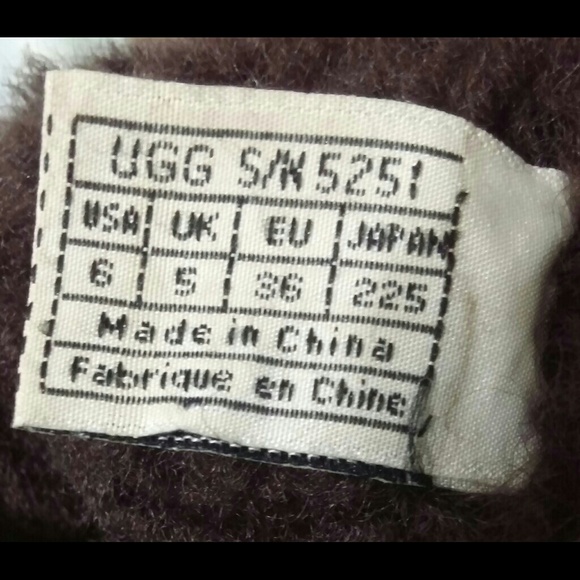 UGG S/N 5251
USA UK EU JAPAN
6 5 36 225
Made in China
Fabrique en Chine